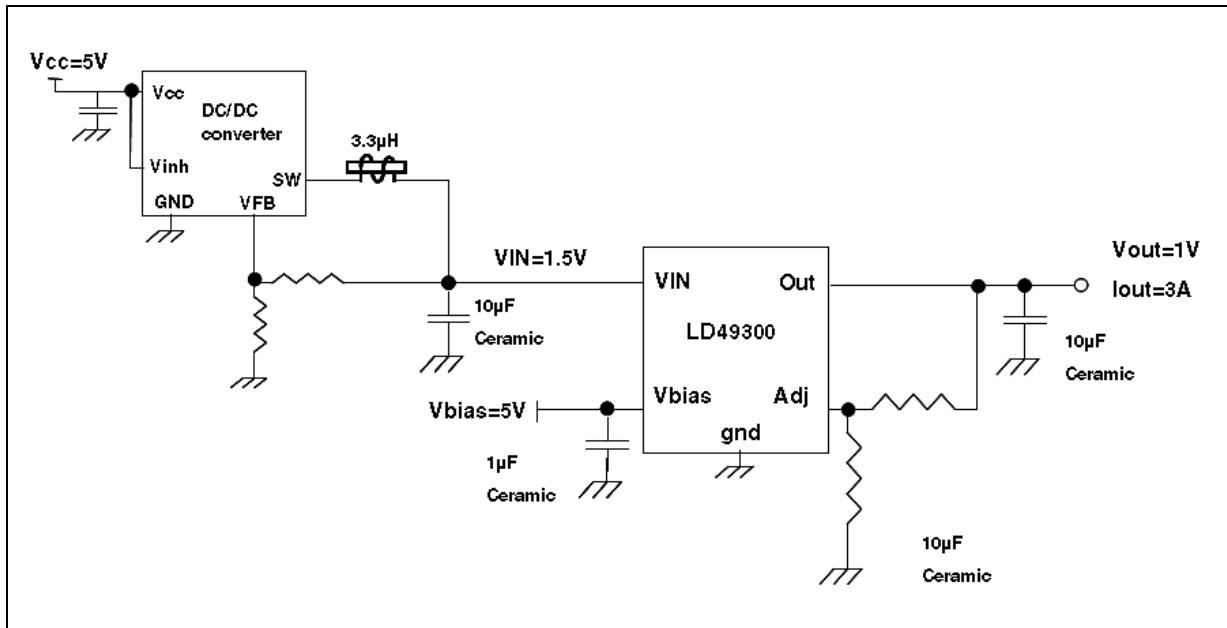 Vcc=5V
Vcc
DC/DC
converter
Vinh
SW
GND
VFB
3.3µH
VIN=1.5V
10µF
Ceramic
VIN
Out
LD49300
Vbias
Adj
gnd
Vbias=5V
1µF
Ceramic
Vout=1V
Iout=3A
10µF
Ceramic
10µF
Ceramic